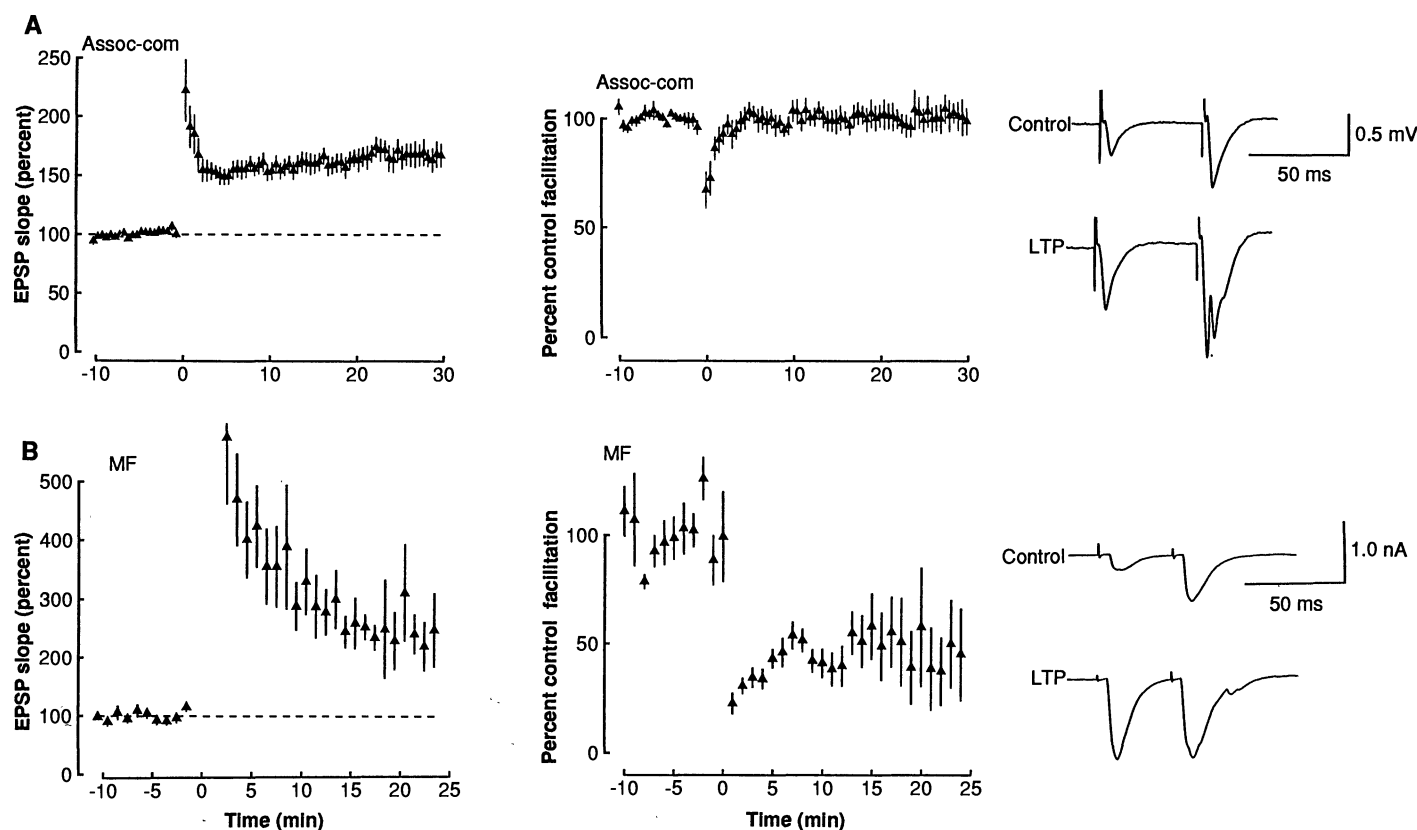 A
Assoc-com
EPSP slope (percent)
250
200
150
100
50
0
-10 0 10 20 30
Assoc-com
Percent control facilitation
100
50
0
-10 0 10 20 30
Control
0.5 mV
50 ms
LTP
B
MF
EPSP slope (percent)
500
400
300
200
100
0
-10 -5 0 5 10 15 20 25
Time (min)
MF
Percent control facilitation
100
50
0
-10 -5 0 5 10 15 20 25
Time (min)
Control
1.0 nA
50 ms
LTP